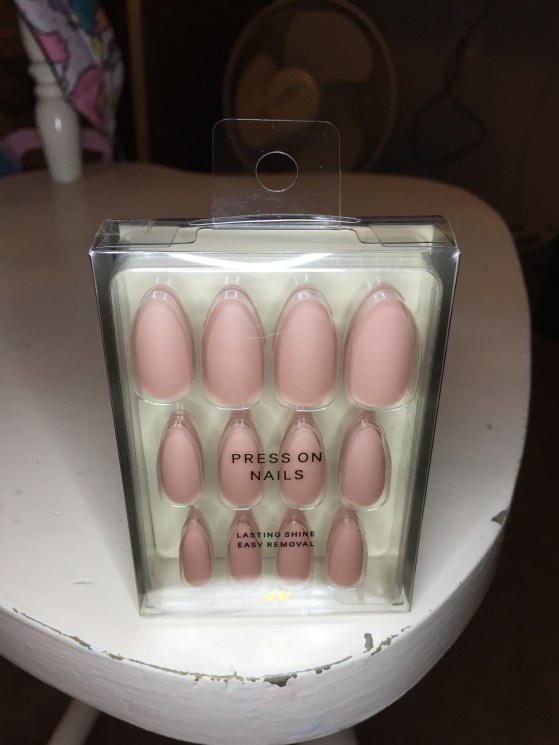 PRESS ON
NAILS
LASTING SHINE
EASY REMOVAL